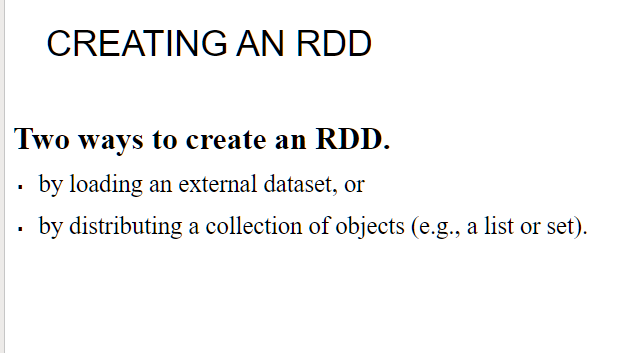 CREATING AN RDD
Two ways to create an RDD.
▪ by loading an external dataset, or
▪ by distributing a collection of objects (e.g., a list or set).